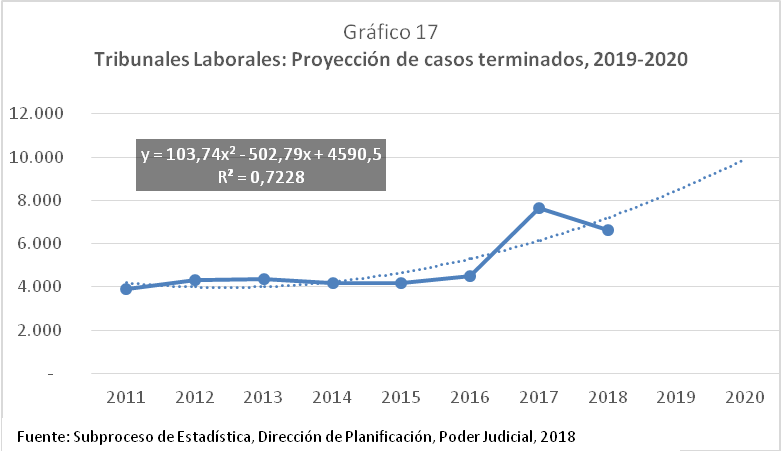 Gráfico 17
Tribunales Laborales: Proyección de casos terminados, 2019-2020
12.000
10.000
8.000
6.000
4.000
2.000
-
y = 103,74x² - 502,79x + 4590,5
R² = 0,7228
2011 2012 2013 2014 2015 2016 2017 2018 2019 2020
Fuente: Subproceso de Estadística, Dirección de Planificación, Poder Judicial, 2018